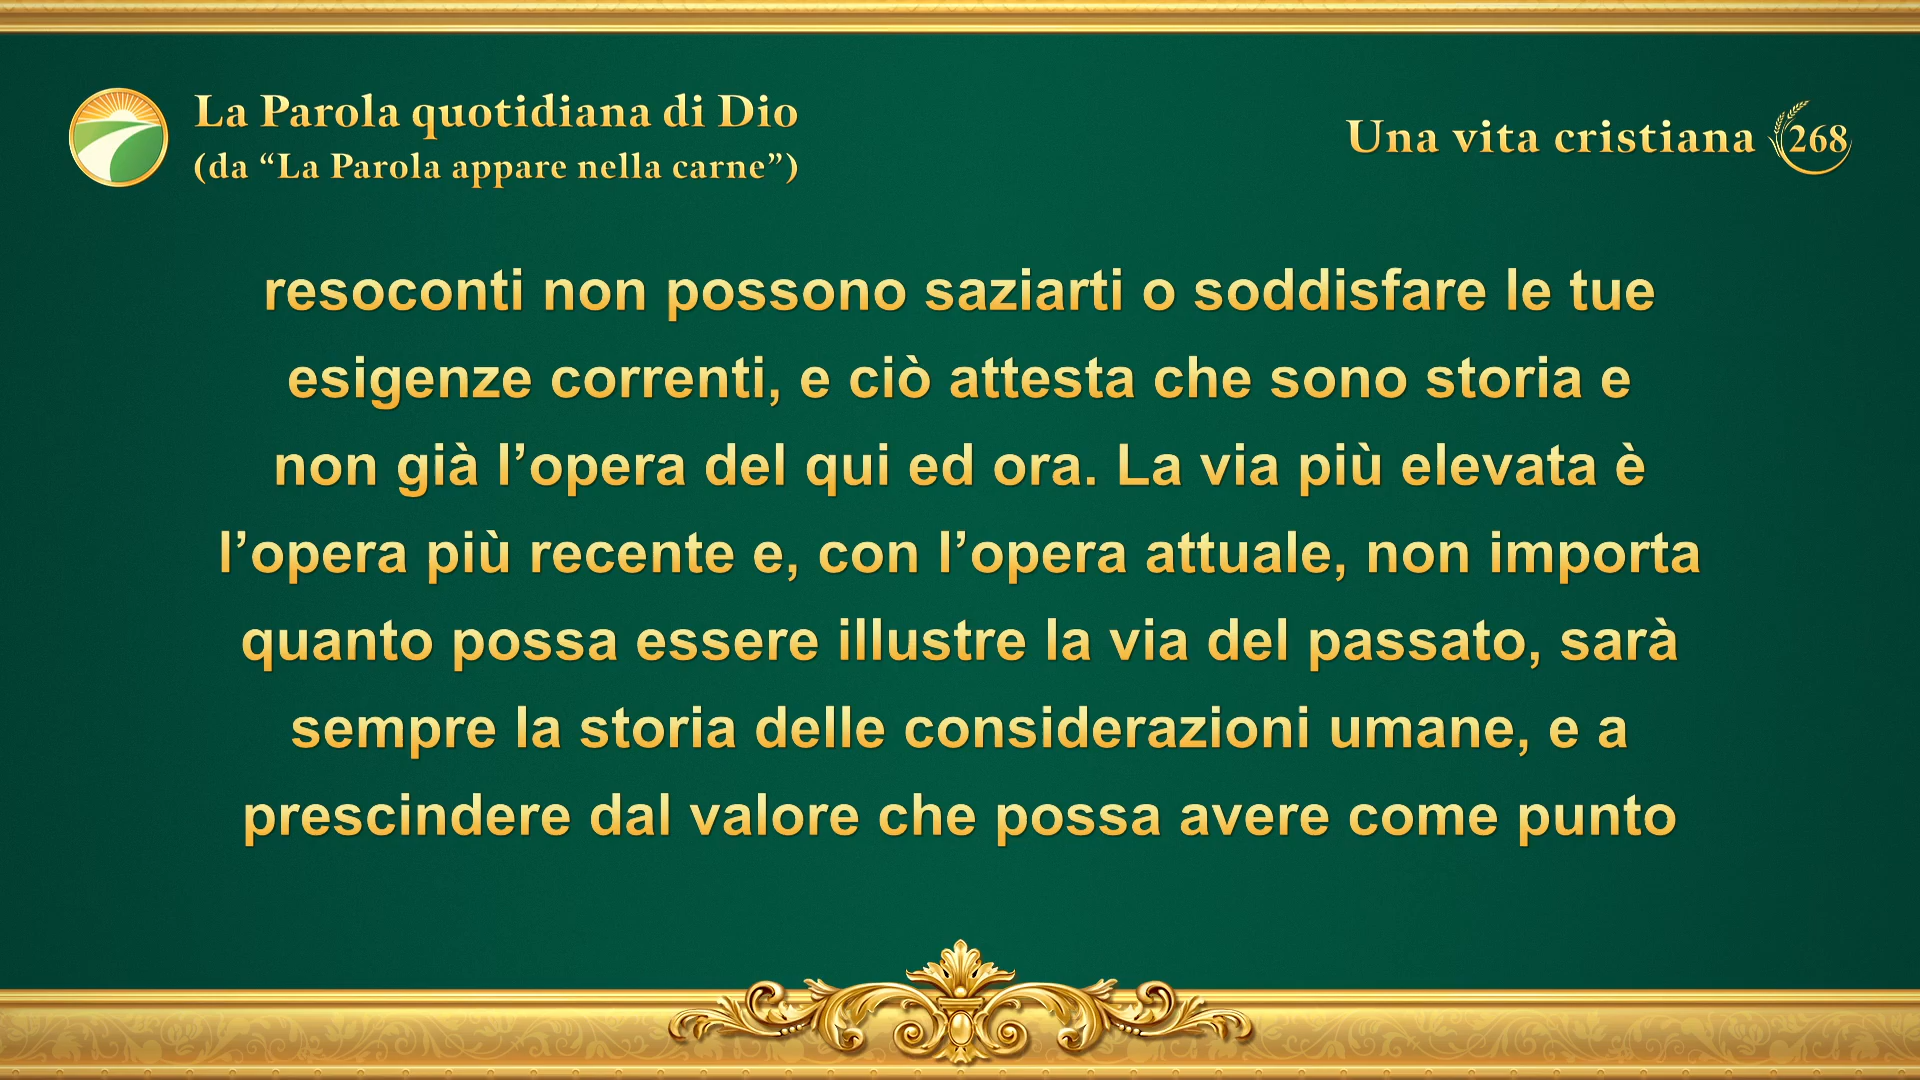 La Parola quotidiana di Dio
(da “La Parola appare nella carne”)
Una vita cristiana 268
resoconti non possono saziarti o soddisfare le tue
esigenze correnti, e ciò attesta che sono storia e
non già l’opera del qui ed ora. La via più elevata è
l’opera più recente e, con l’opera attuale, non importa
quanto possa essere illustre la via del passato, sarà
sempre la storia delle considerazioni umane, e a
prescindere dal valore che possa avere come punto